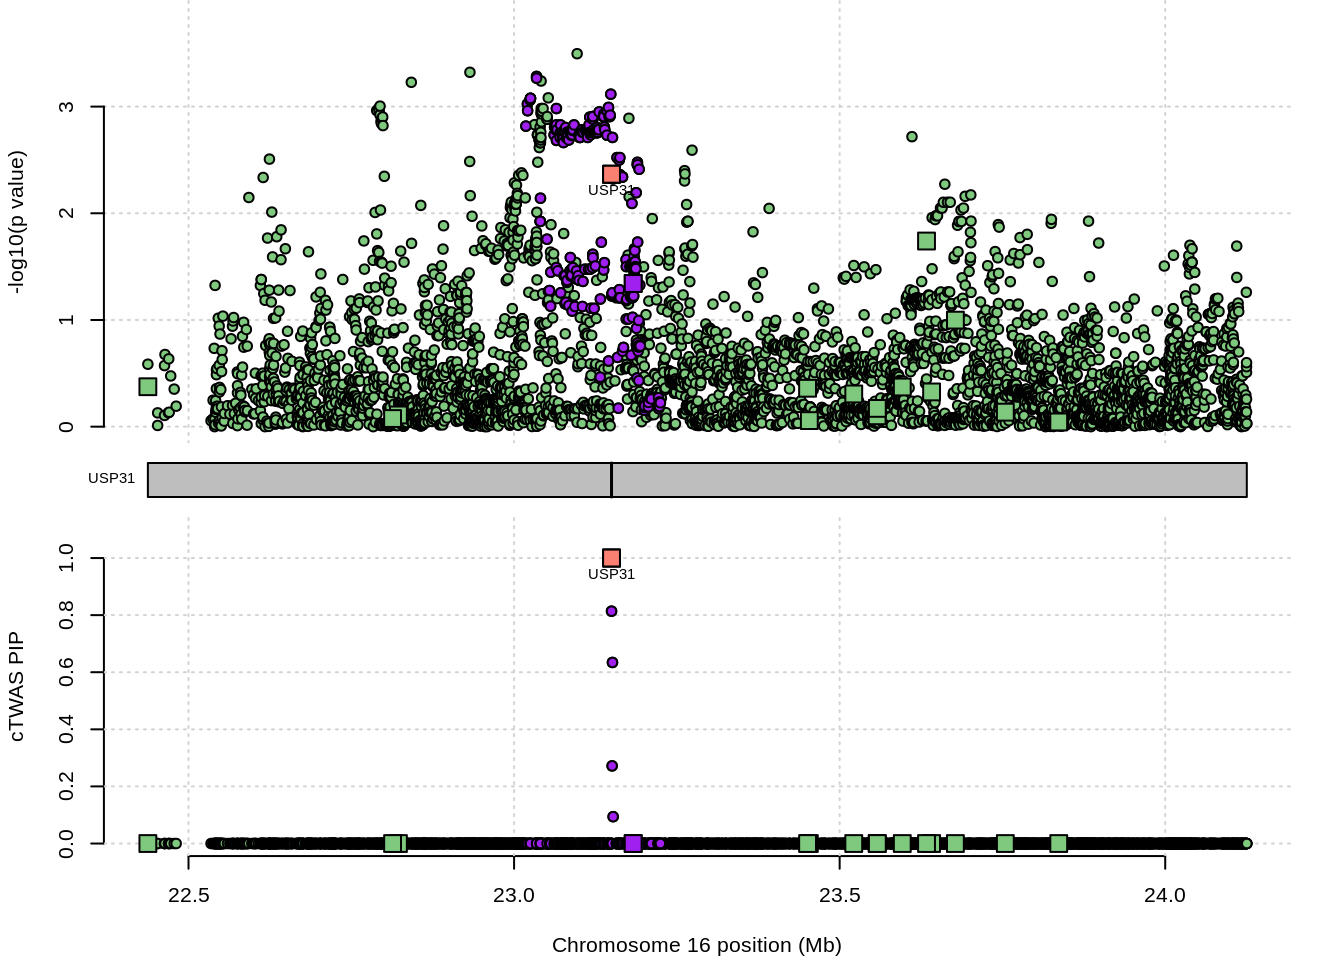 -log10(p value)
3
2
1
0
USP31
USP31
cTWAS PIP
1.0
0.8
0.6
0.4
0.2
0.0
USP31
22.5
23.0
23.5
24.0
Chromosome 16 position (Mb)